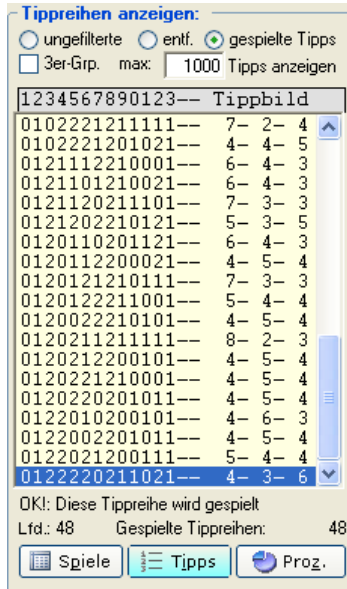 Tippreihen anzeigen:
ungefilterte entf. gespielte Tipps
3er-Grp. max: 1000 Tipps anzeigen
1234567890123-- Tippbild
0102221211111-- 7- 2- 4
0102221201021-- 4- 4- 5
0121112210001-- 6- 4- 3
0121101210021-- 6- 4- 3
0121120211101-- 7- 3- 3
0121202210121-- 5- 3- 5
0120110201121-- 6- 4- 3
0120112200021-- 4- 5- 4
0120121210111-- 7- 3- 3
0120122211001-- 5- 4- 4
0120022210101-- 4- 5- 4
0120211211111-- 8- 2- 3
0120212200101-- 4- 5- 4
0120221210001-- 4- 5- 4
0120220201011-- 4- 5- 4
0122010200101-- 4- 6- 3
0122002201011-- 4- 5- 4
0122021200111-- 5- 4- 4
0122220211021-- 4- 3- 6
OK!: Diese Tippreihe wird gespielt
Lfd.: 48 Gespielte Tippreihen: 48
Spiele Tipps Proz.